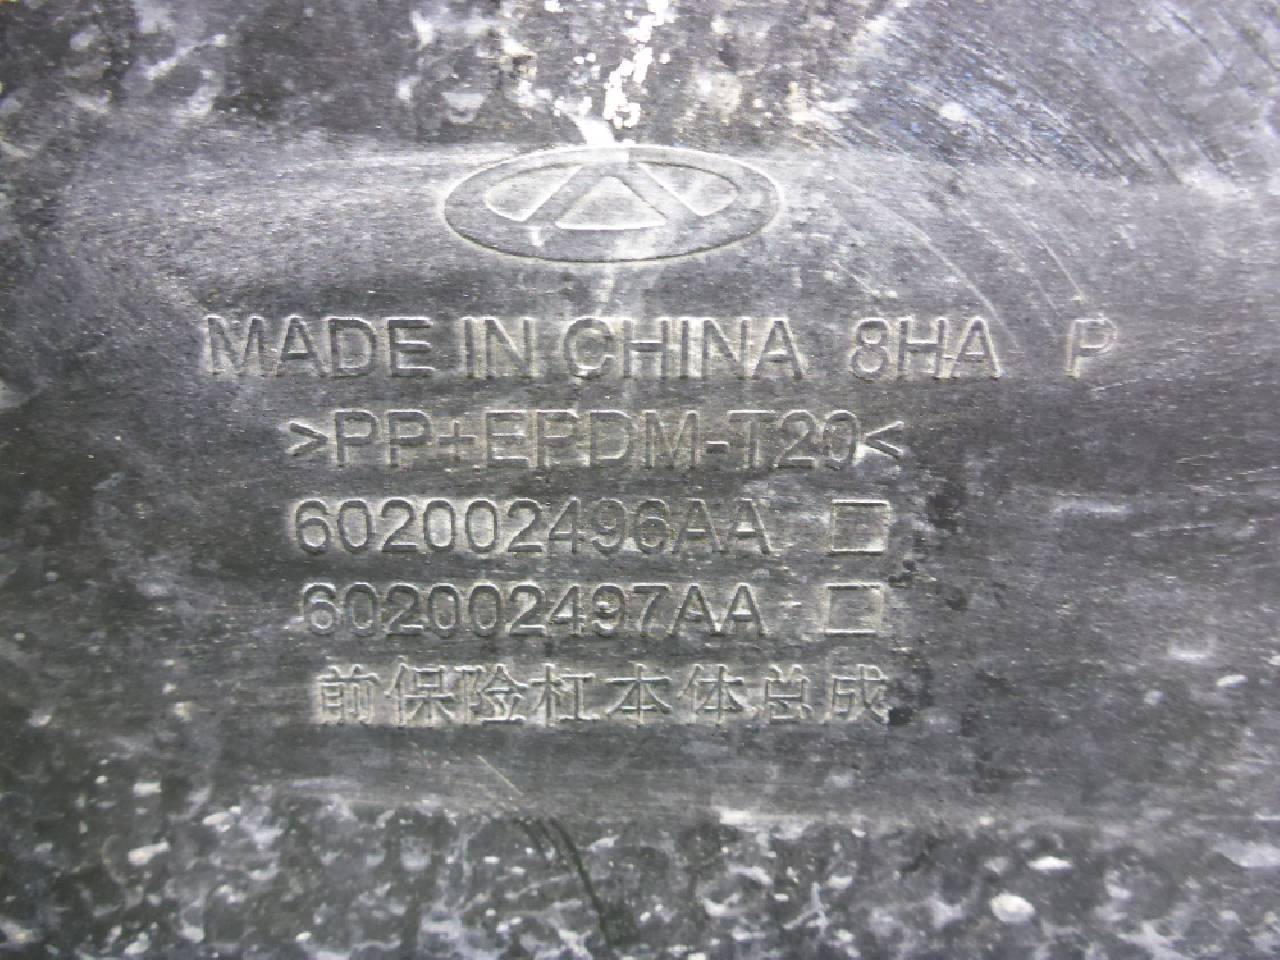 MADE IN CHINA 8HA P
>PP+EPDM-T20<
602002496AA □
602002497AA □
前保险杠本体总成